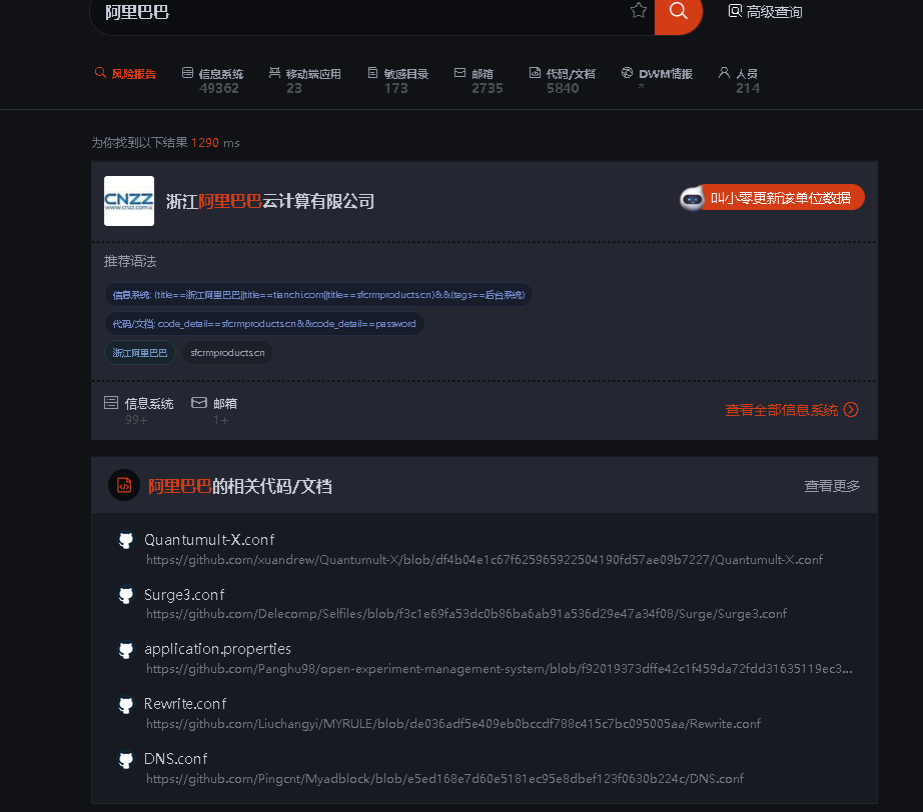 阿里巴巴
高级查询
风险报告 信息系统 移动端应用 敏感目录 邮箱 代码/文档 DWM情报 人员
49362 23 173 2735 5840 * 214
为你找到以下结果 1290 ms
CNZZ
www.cnzz.com
浙江阿里巴巴云计算有限公司
叫小零更新该单位数据
推荐语法
信息系统: (title==浙江阿里巴巴||title==tianchi.com||title==sfcrmproducts.cn)&&(tags==后台系统)
代码/文档: code_detail==sfcrmproducts.cn&&code_detail==password
浙江阿里巴巴 sfcrmproducts.cn
信息系统 邮箱
99+ 1+
查看全部信息系统
阿里巴巴的相关代码/文档
查看更多
Quantumult-X.conf
https://github.com/xuandrew/Quantumult-X/blob/df4b04e1c67f625965922504190fd57ae09b7227/Quantumult-X.conf
Surge3.conf
https://github.com/Delecomp/Selfiles/blob/f3c1e69fa53dc0b86ba6ab91a536d29e47a34f08/Surge/Surge3.conf
application.properties
https://github.com/Panghu98/open-experiment-management-system/blob/f92019373dffe42c1f459da72fdd31635119ec3...
Rewrite.conf
https://github.com/Liuchangyi/MYRULE/blob/de036adf5e409eb0bccdf788c415c7bc095005aa/Rewrite.conf
DNS.conf
https://github.com/Pingcnt/Myadblock/blob/e5ed168e7d60e5181ec95e8dbef123f0630b224c/DNS.conf